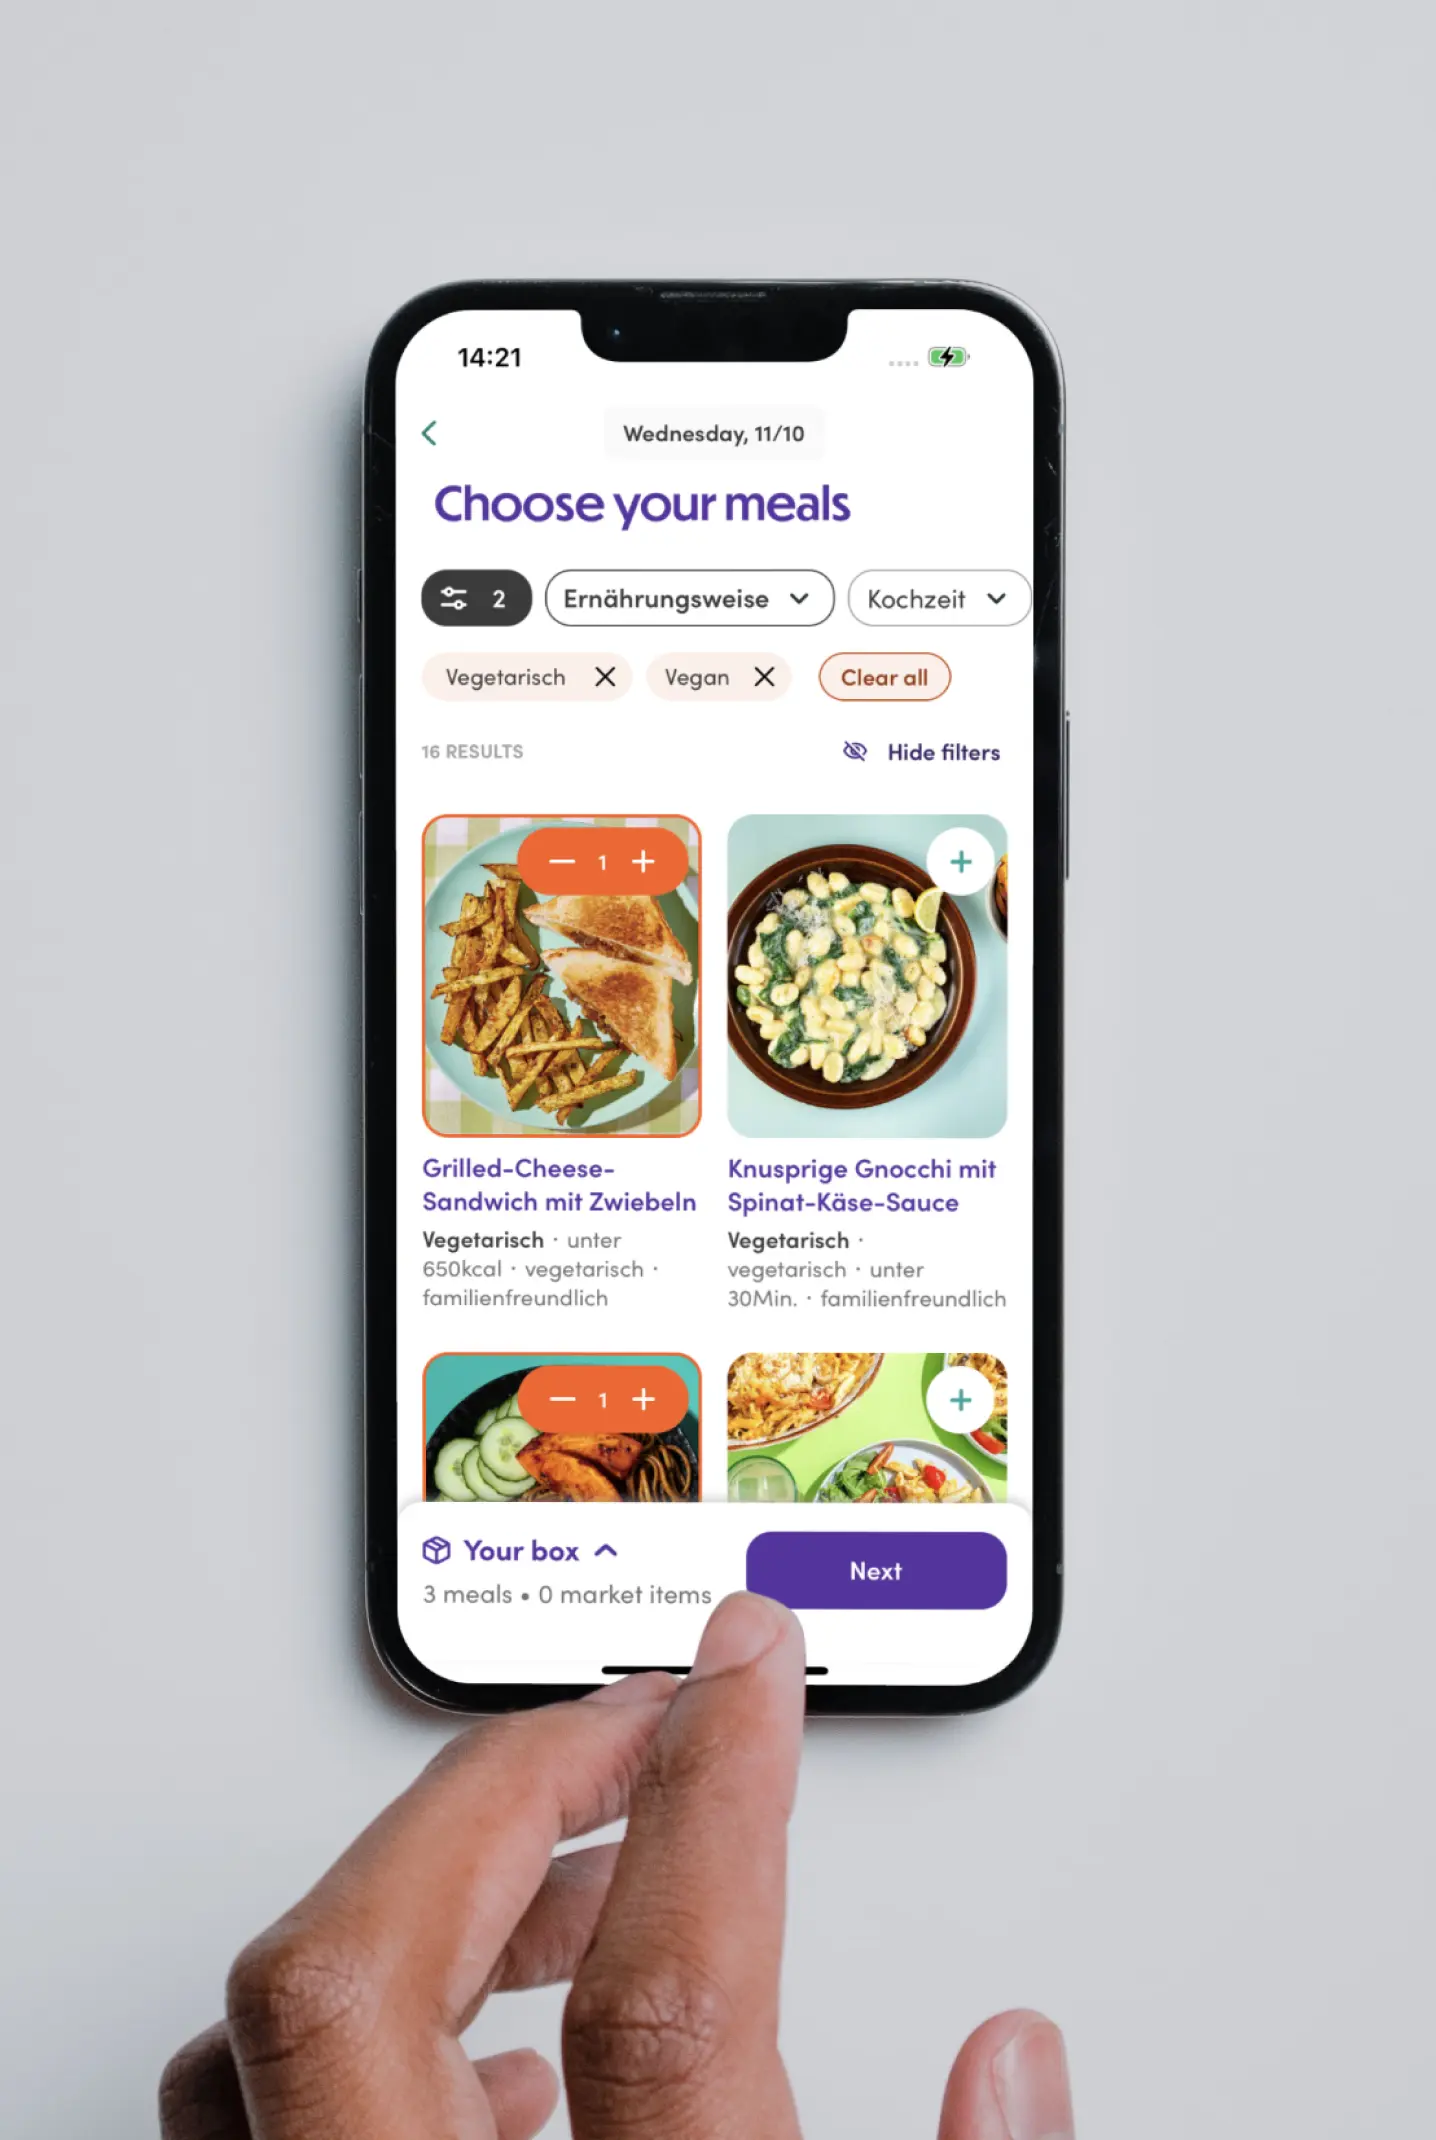 14:21
Wednesday, 11/10
Choose your meals
2 Ernährungsweise Kochzeit
Vegetarisch Vegan Clear all
16 RESULTS Hide filters
1
Grilled-Cheese-
Sandwich mit Zwiebeln
Vegetarisch · unter
650kcal · vegetarisch ·
familienfreundlich
Knusprige Gnocchi mit
Spinat-Käse-Sauce
Vegetarisch ·
vegetarisch · unter
30Min. · familienfreundlich
1
Your box
3 meals • 0 market items
Next